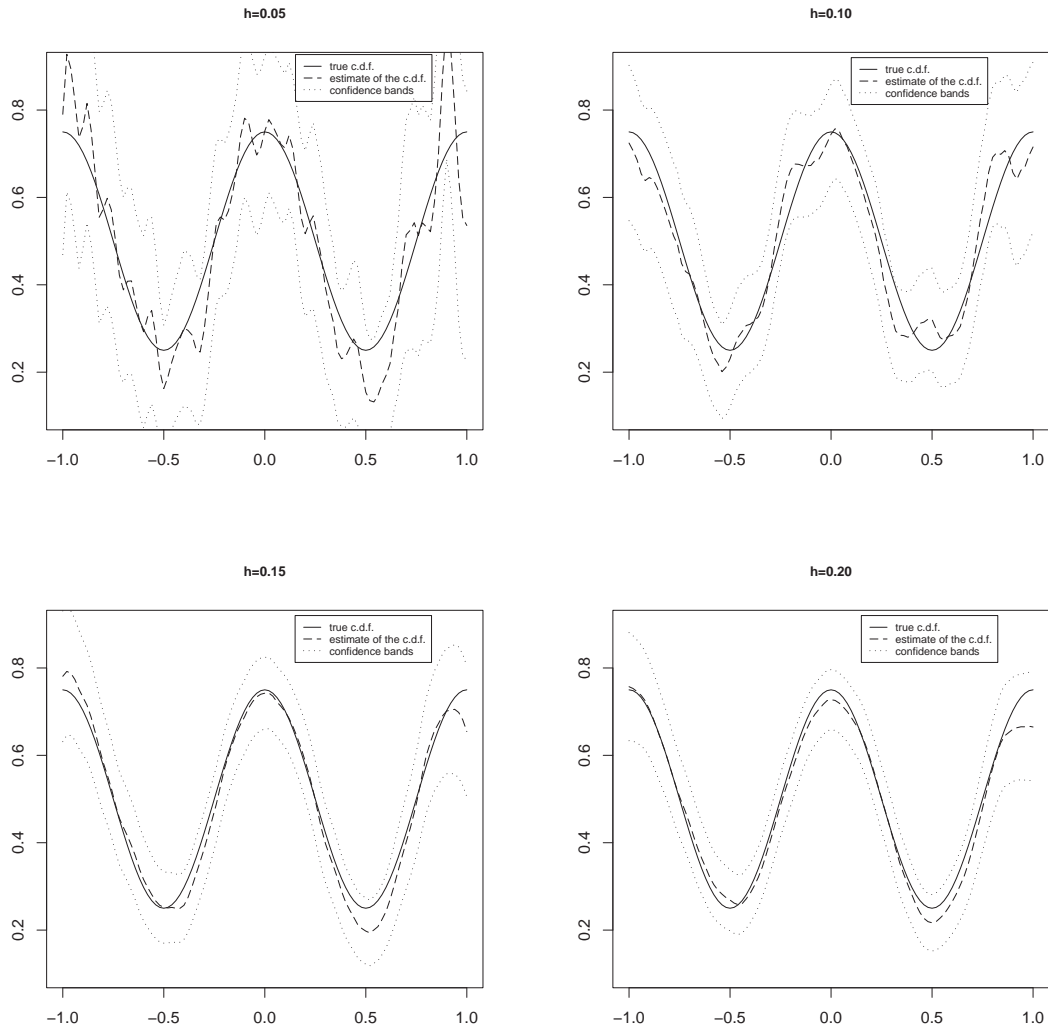 h=0.05
true c.d.f.
estimate of the c.d.f.
confidence bands
0.8
0.6
0.4
0.2
−1.0 −0.5 0.0 0.5 1.0
h=0.10
true c.d.f.
estimate of the c.d.f.
confidence bands
0.8
0.6
0.4
0.2
−1.0 −0.5 0.0 0.5 1.0
h=0.15
true c.d.f.
estimate of the c.d.f.
confidence bands
0.8
0.6
0.4
0.2
−1.0 −0.5 0.0 0.5 1.0
h=0.20
true c.d.f.
estimate of the c.d.f.
confidence bands
0.8
0.6
0.4
0.2
−1.0 −0.5 0.0 0.5 1.0